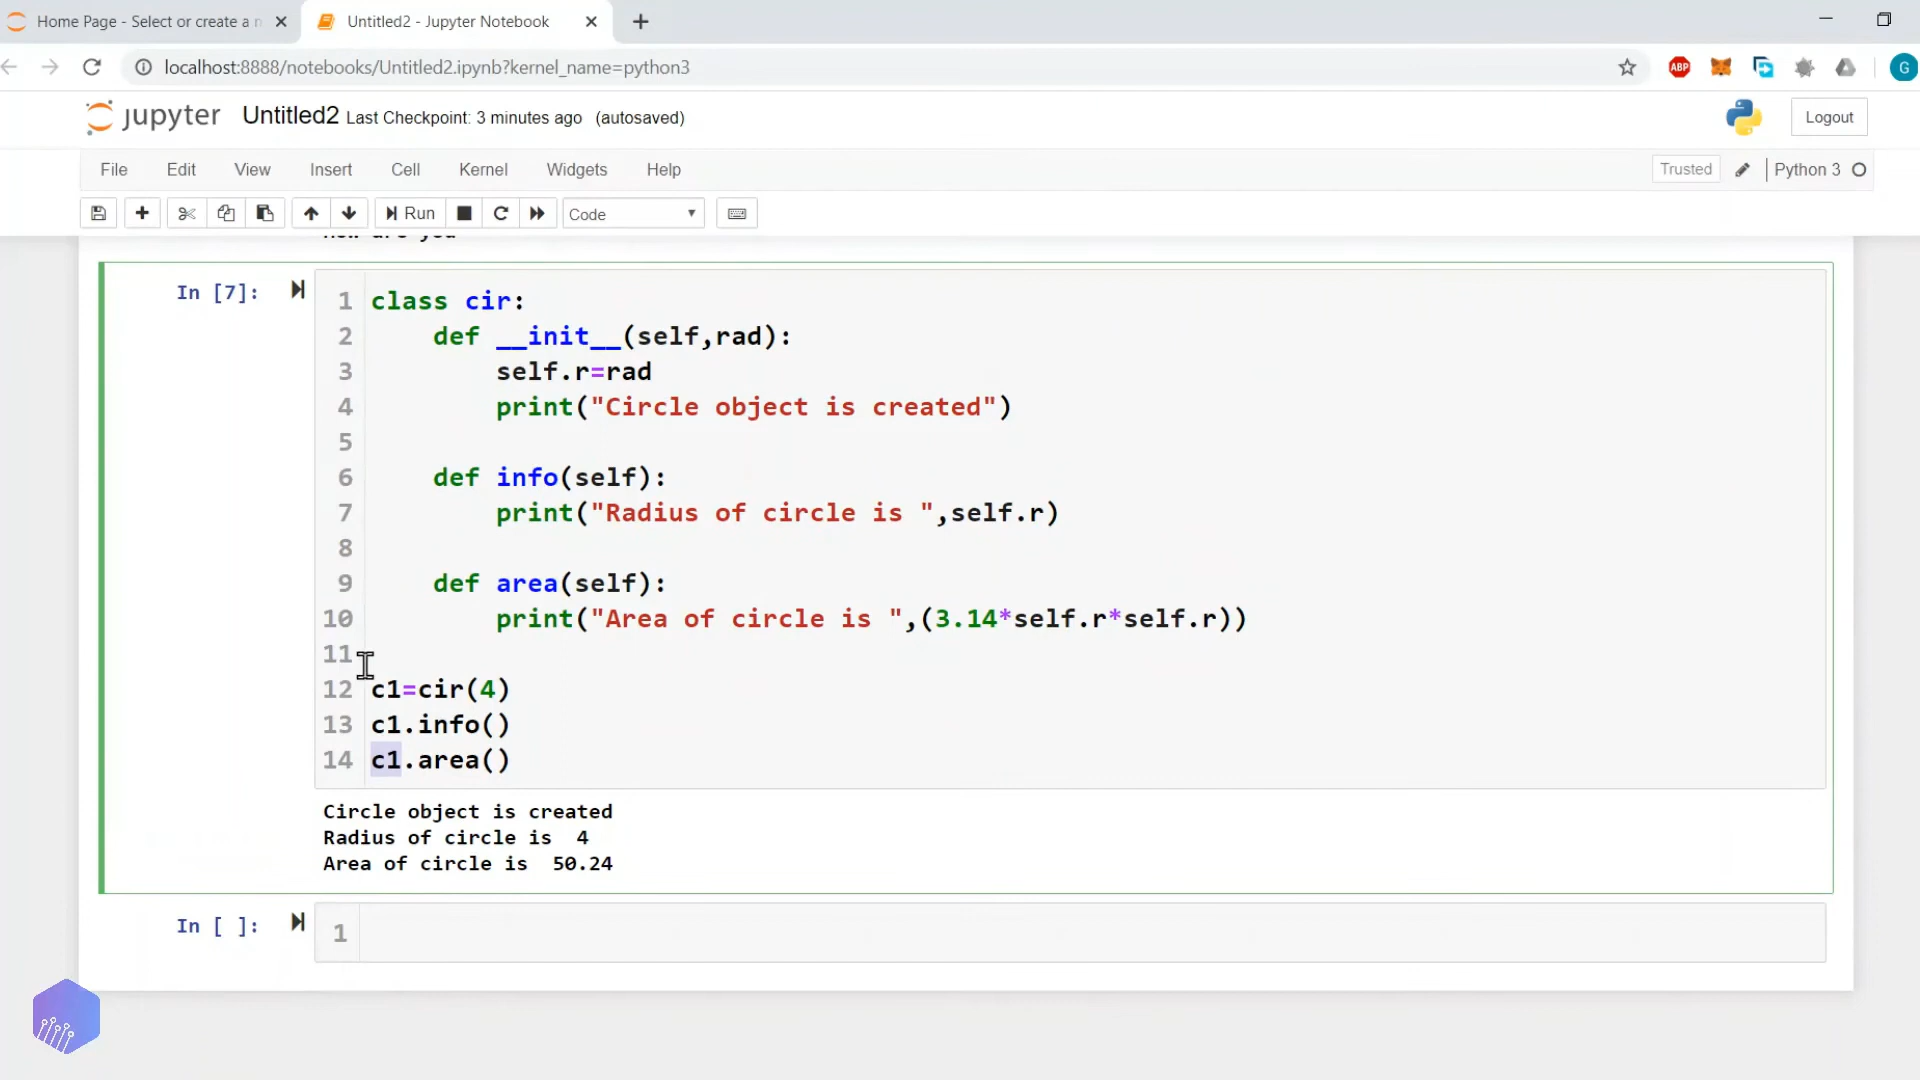 Home Page - Select or create a n
Untitled2 - Jupyter Notebook
localhost:8888/notebooks/Untitled2.ipynb?kernel_name=python3
ABP
G
jupyter Untitled2 Last Checkpoint: 3 minutes ago (autosaved)
Logout
File Edit View Insert Cell Kernel Widgets Help
Trusted Python 3
Run Code
how are you
In [7]:
1 class cir:
2     def __init__(self,rad):
3         self.r=rad
4         print("Circle object is created")
5
6     def info(self):
7         print("Radius of circle is ",self.r)
8
9     def area(self):
10         print("Area of circle is ",(3.14*self.r*self.r))
11
12 c1=cir(4)
13 c1.info()
14 c1.area()
Circle object is created
Radius of circle is  4
Area of circle is  50.24
In [ ]:
1